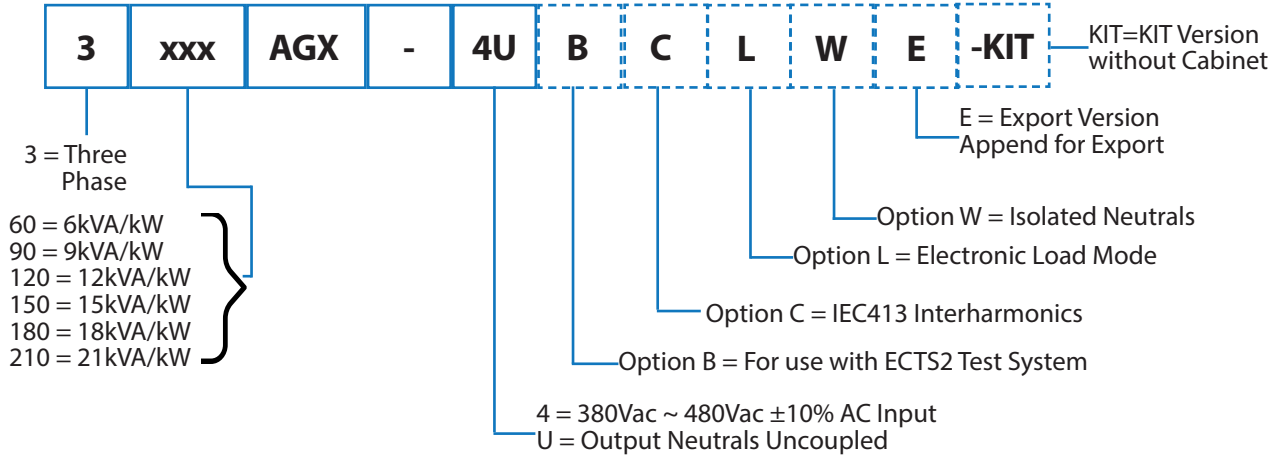 3 xxx AGX - 4U B C L W E -KIT
KIT=KIT Version
without Cabinet
E = Export Version
Append for Export
3 = Three
Phase
60 = 6kVA/kW
90 = 9kVA/kW
120 = 12kVA/kW
150 = 15kVA/kW
180 = 18kVA/kW
210 = 21kVA/kW
Option W = Isolated Neutrals
Option L = Electronic Load Mode
Option C = IEC413 Interharmonics
Option B = For use with ECTS2 Test System
4 = 380Vac ~ 480Vac ±10% AC Input
U = Output Neutrals Uncoupled